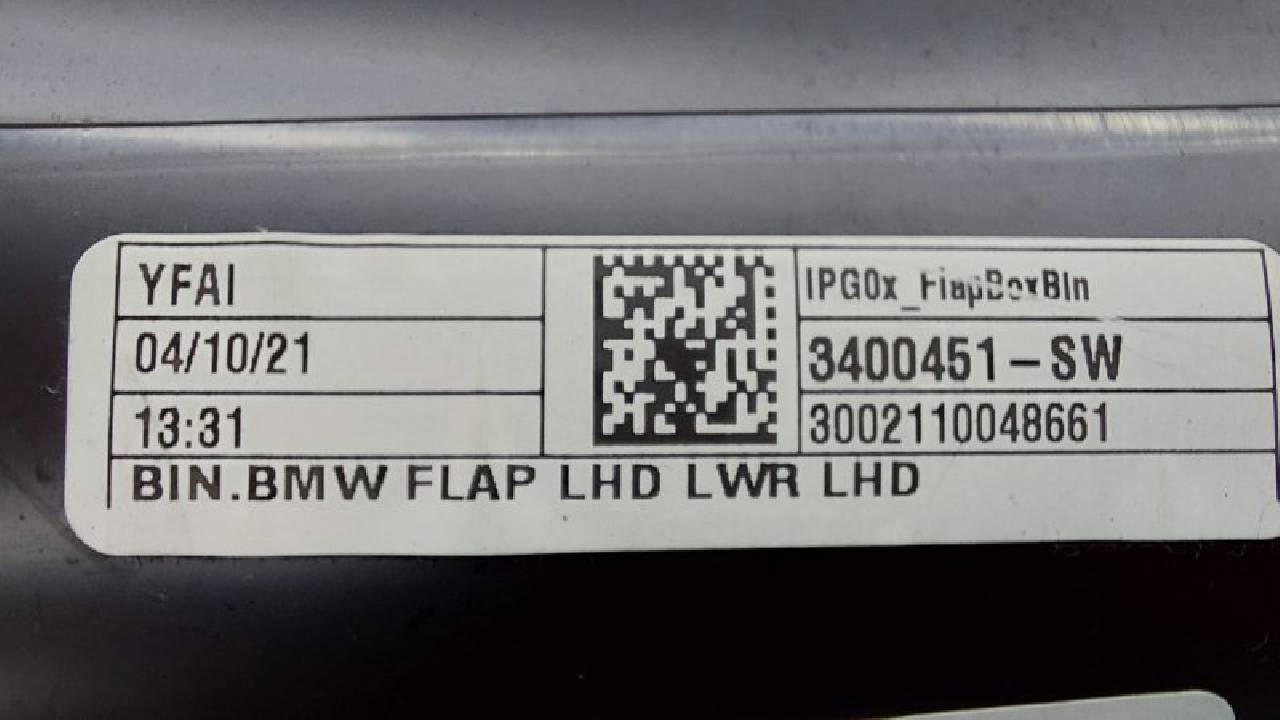 YFAI
04/10/21
13:31
IPG0x_FlapBoxBIn
3400451-SW
3002110048661
BIN.BMW FLAP LHD LWR LHD